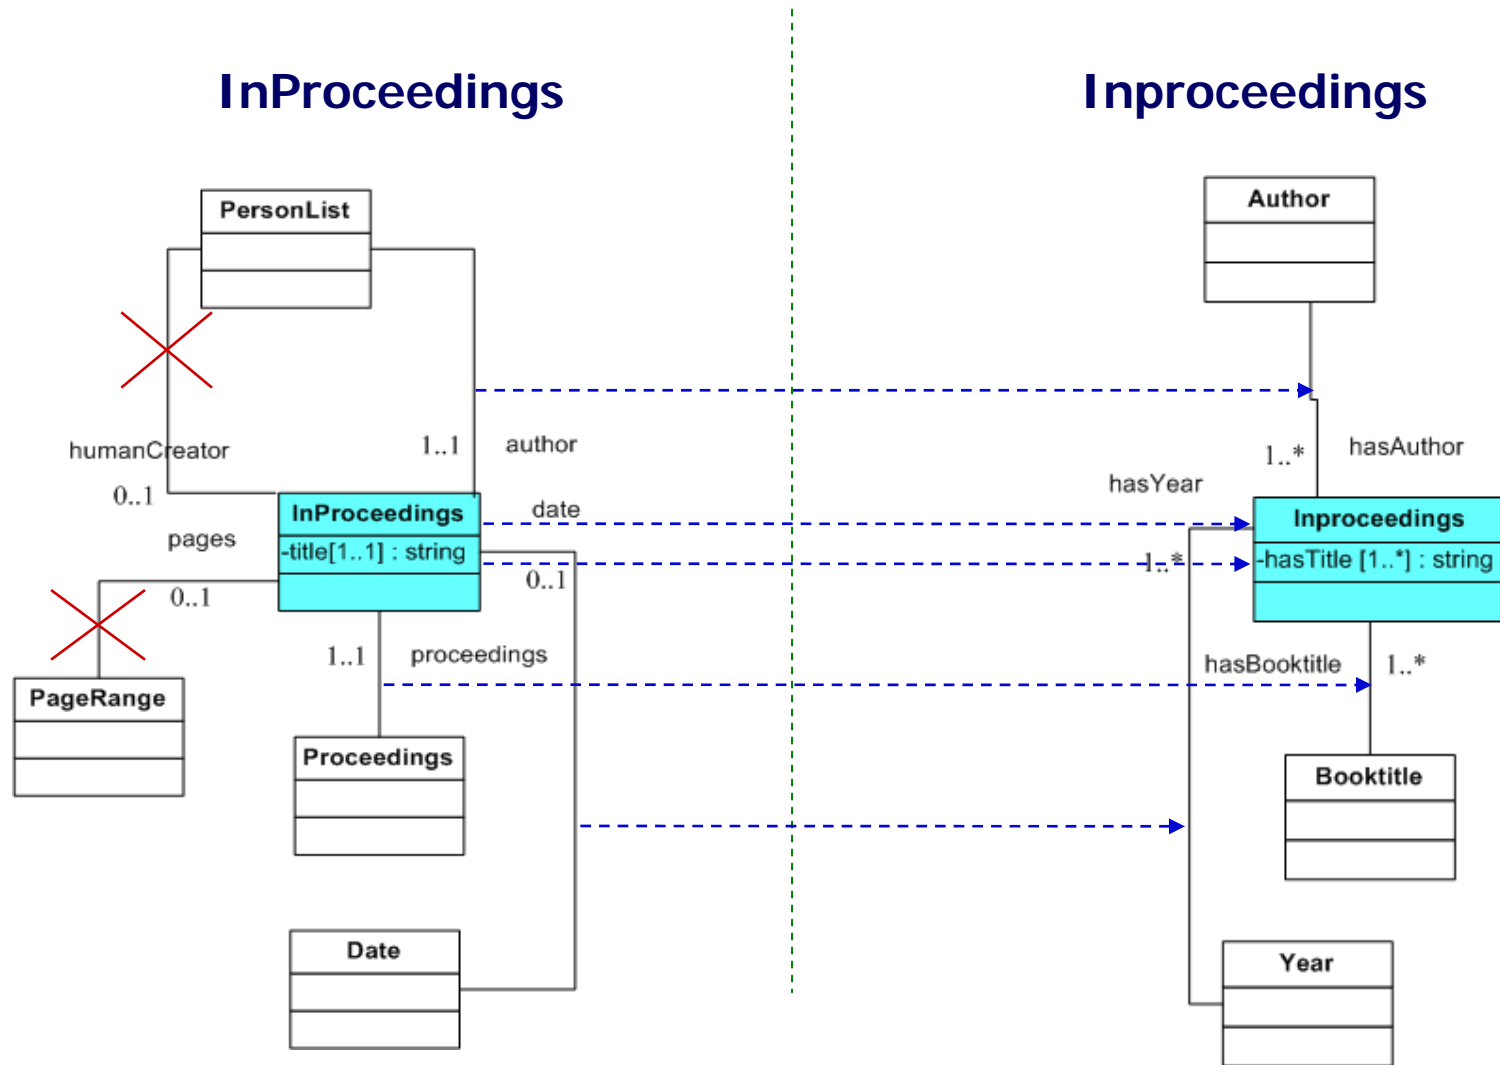 InProceedings
Inproceedings
PersonList
Author
humanCreator
1..1
author
0..1
1..*
hasAuthor
hasYear
InProceedings
-title[1..1] : string
date
pages
0..1
0..1
1..*
Inproceedings
-hasTitle [1..*] : string
1..1
proceedings
hasBooktitle
1..*
PageRange
Proceedings
Booktitle
Date
Year